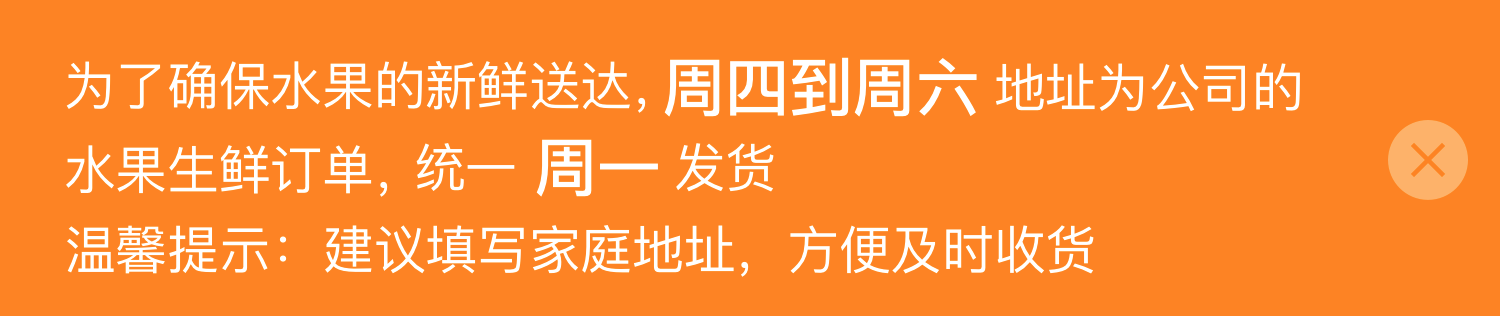 为了确保水果的新鲜送达，周四到周六 地址为公司的
水果生鲜订单，统一 周一 发货
温馨提示：建议填写家庭地址，方便及时收货